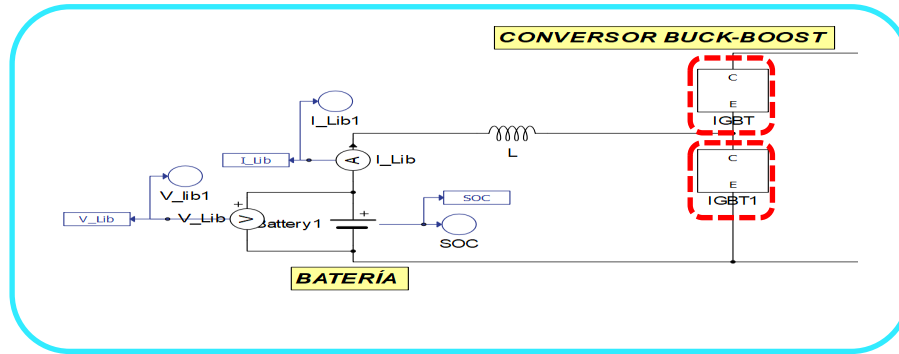 CONVERSOR BUCK-BOOST
C
E
IGBT
I_Lib1
I_Lib
A
I_Lib
L
C
E
IGBT1
V_lib1
SOC
V_Lib
V_Lib
+
V
Battery1
+
SOC
BATERÍA